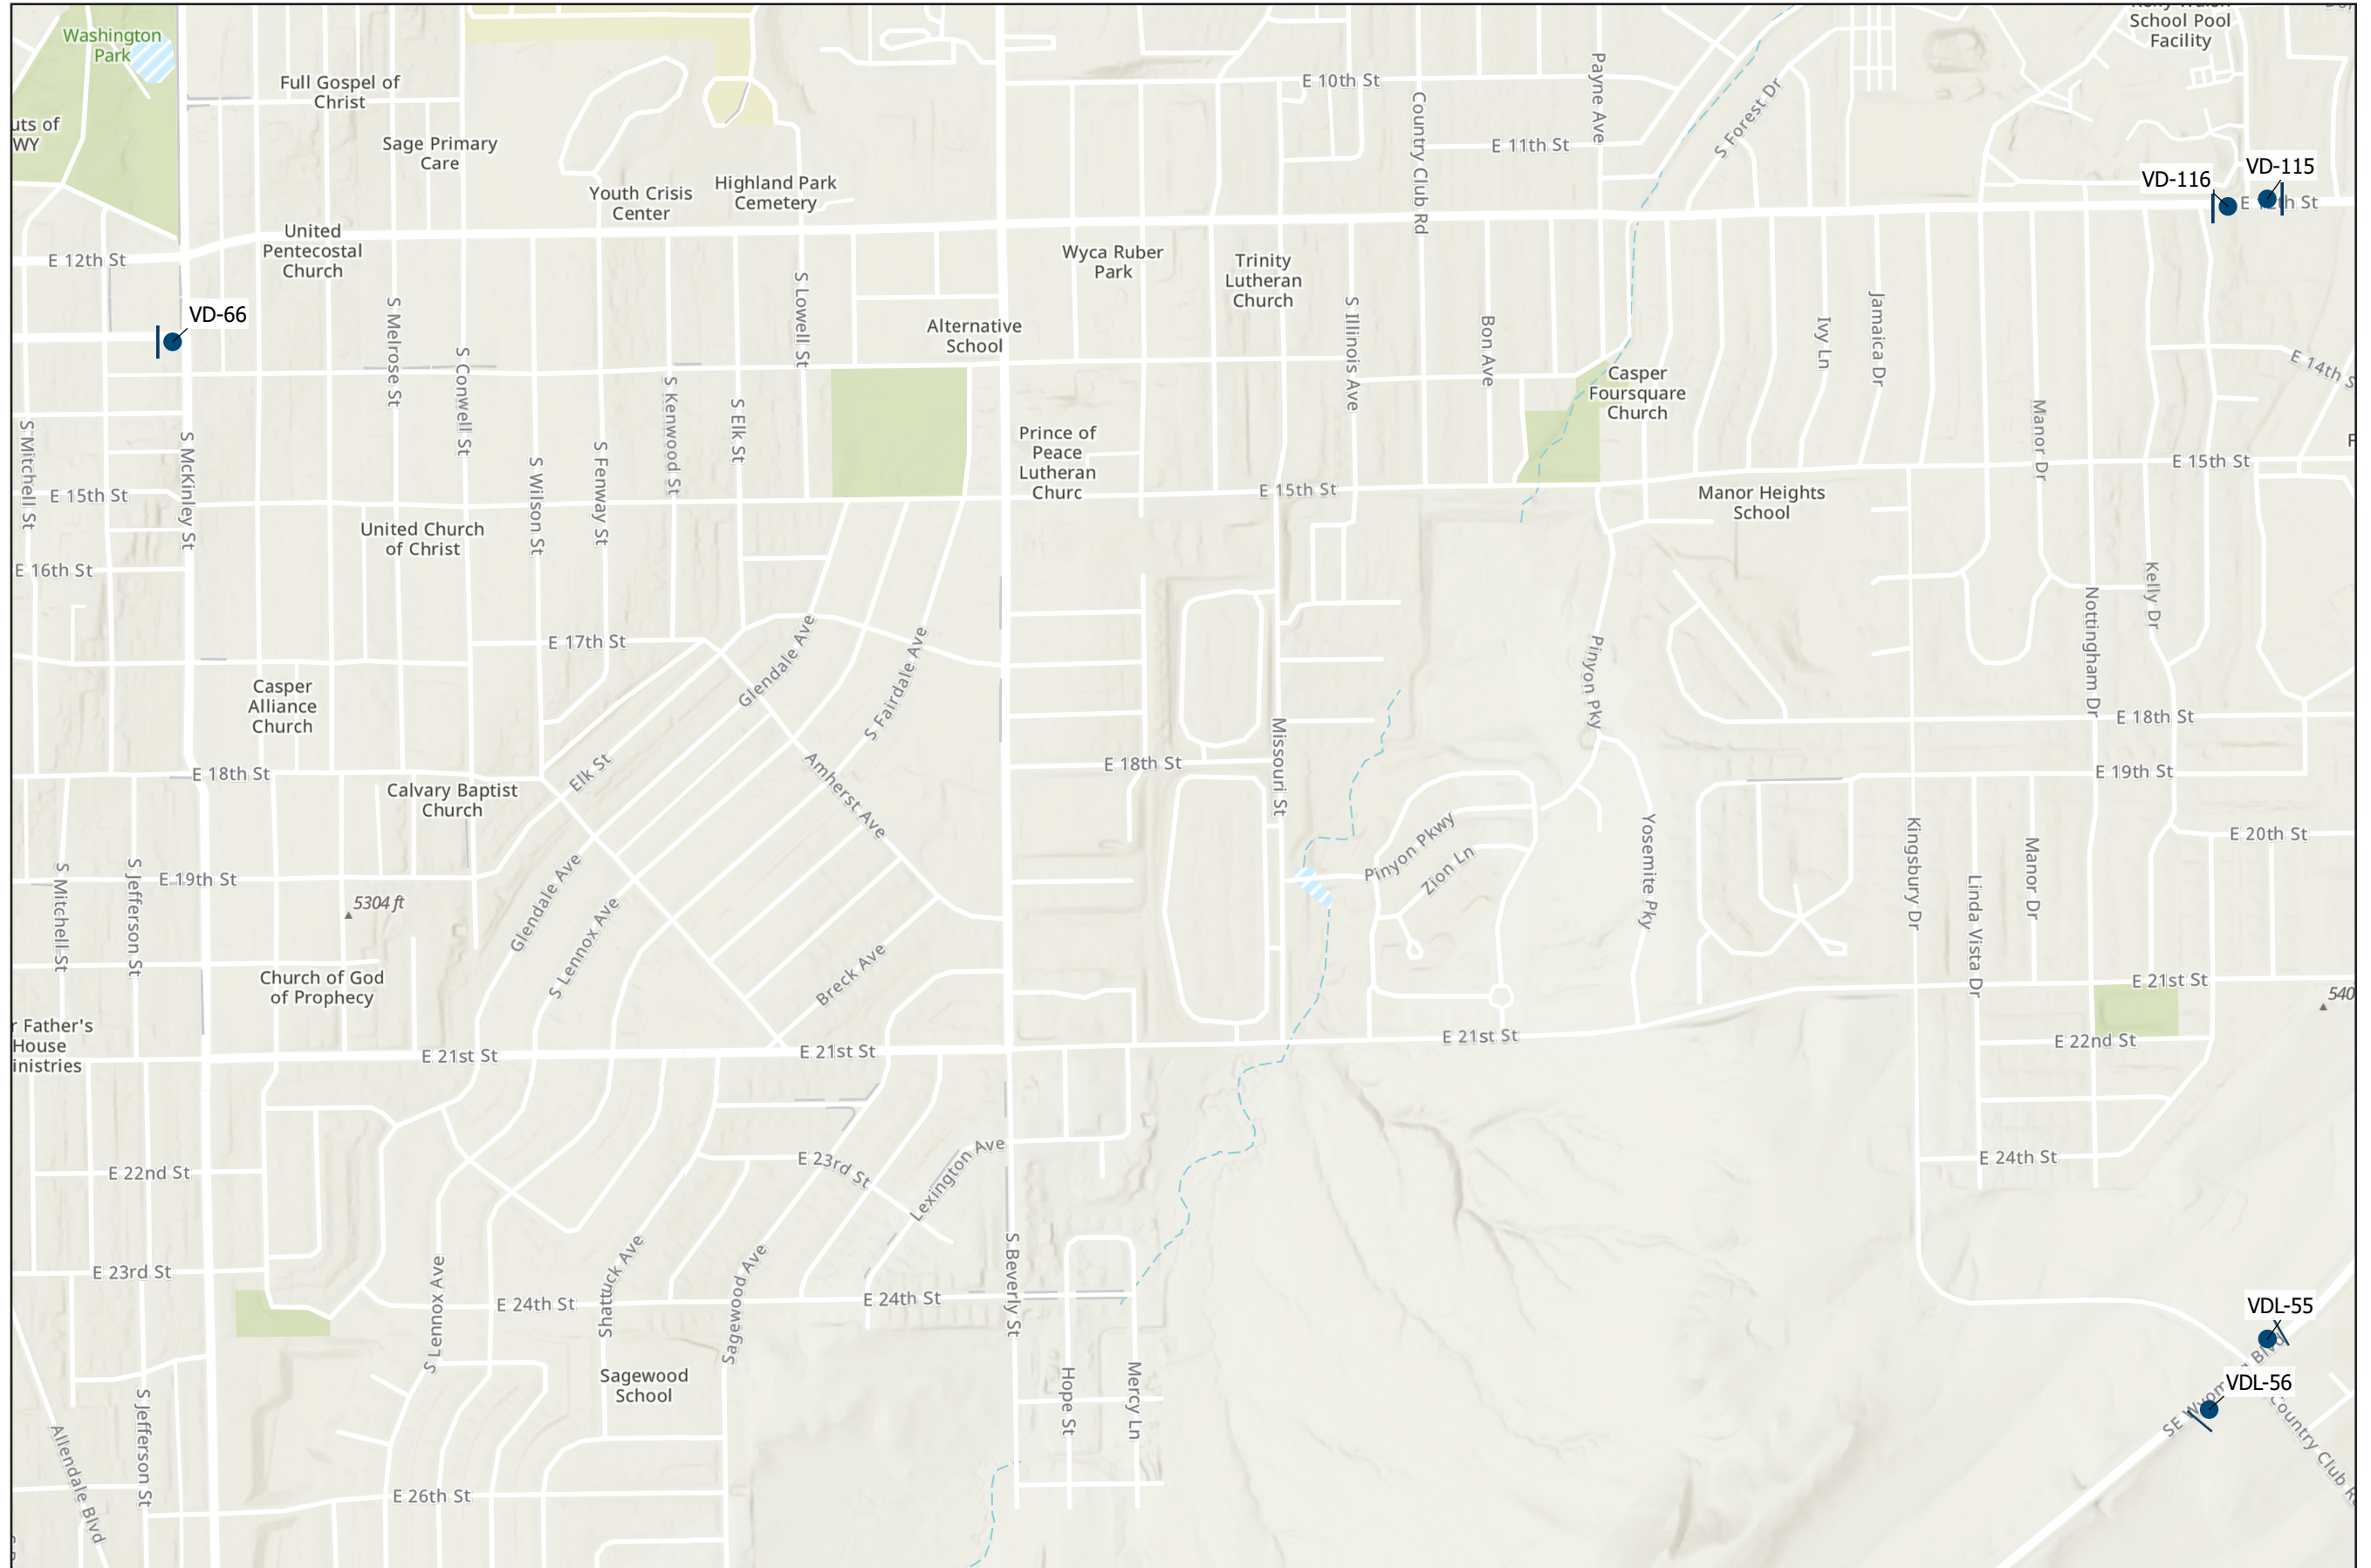 Washington
Park
Full Gospel of
Christ
Sage Primary
Care
uts of
WY
Youth Crisis
Center
Highland Park
Cemetery
United
Pentecostal
Church
E 12th St
VD-66
S Melrose St
S Conwell St
S Lowell St
S Kenwood St
S Elk St
S Wilson St
S Fenway St
S Mitchell St
S McKinley St
E 15th St
E 16th St
United Church
of Christ
Alternative
School
Wyca Ruber
Park
Trinity
Lutheran
Church
Prince of
Peace
Lutheran
Churc
E 10th St
Country Club Rd
Payne Ave
E 11th St
S Forest Dr
School Pool
Facility
VD-116
VD-115
E 12th St
S Illinois Ave
Bon Ave
Casper
Foursquare
Church
Ivy Ln
Jamaica Dr
Manor Dr
E 14th S
E 15th St
E 15th St
Manor Heights
School
Nottingham Dr
Kelly Dr
E 17th St
Glendale Ave
S Fairdale Ave
Casper
Alliance
Church
E 18th St
Elk St
Amherst Ave
Calvary Baptist
Church
E 18th St
Missouri St
Pinyon Pky
E 18th St
E 19th St
E 20th St
Pinyon Pkwy
Zion Ln
Yosemite Pky
Kingsbury Dr
Linda Vista Dr
Manor Dr
S Mitchell St
S Jefferson St
E 19th St
5304 ft
Glendale Ave
S Lennox Ave
Breck Ave
Church of God
of Prophecy
r Father's
House
inistries
E 21st St
E 21st St
E 21st St
E 21st St
540
E 22nd St
E 24th St
E 22nd St
E 23rd St
Lexington Ave
E 23rd St
S Lennox Ave
Shattuck Ave
Sagewood Ave
E 24th St
E 24th St
S Beverly St
Sagewood
School
Hope St
Mercy Ln
S Jefferson St
Allendale Blvd
E 26th St
VDL-55
VDL-56
Country Club R